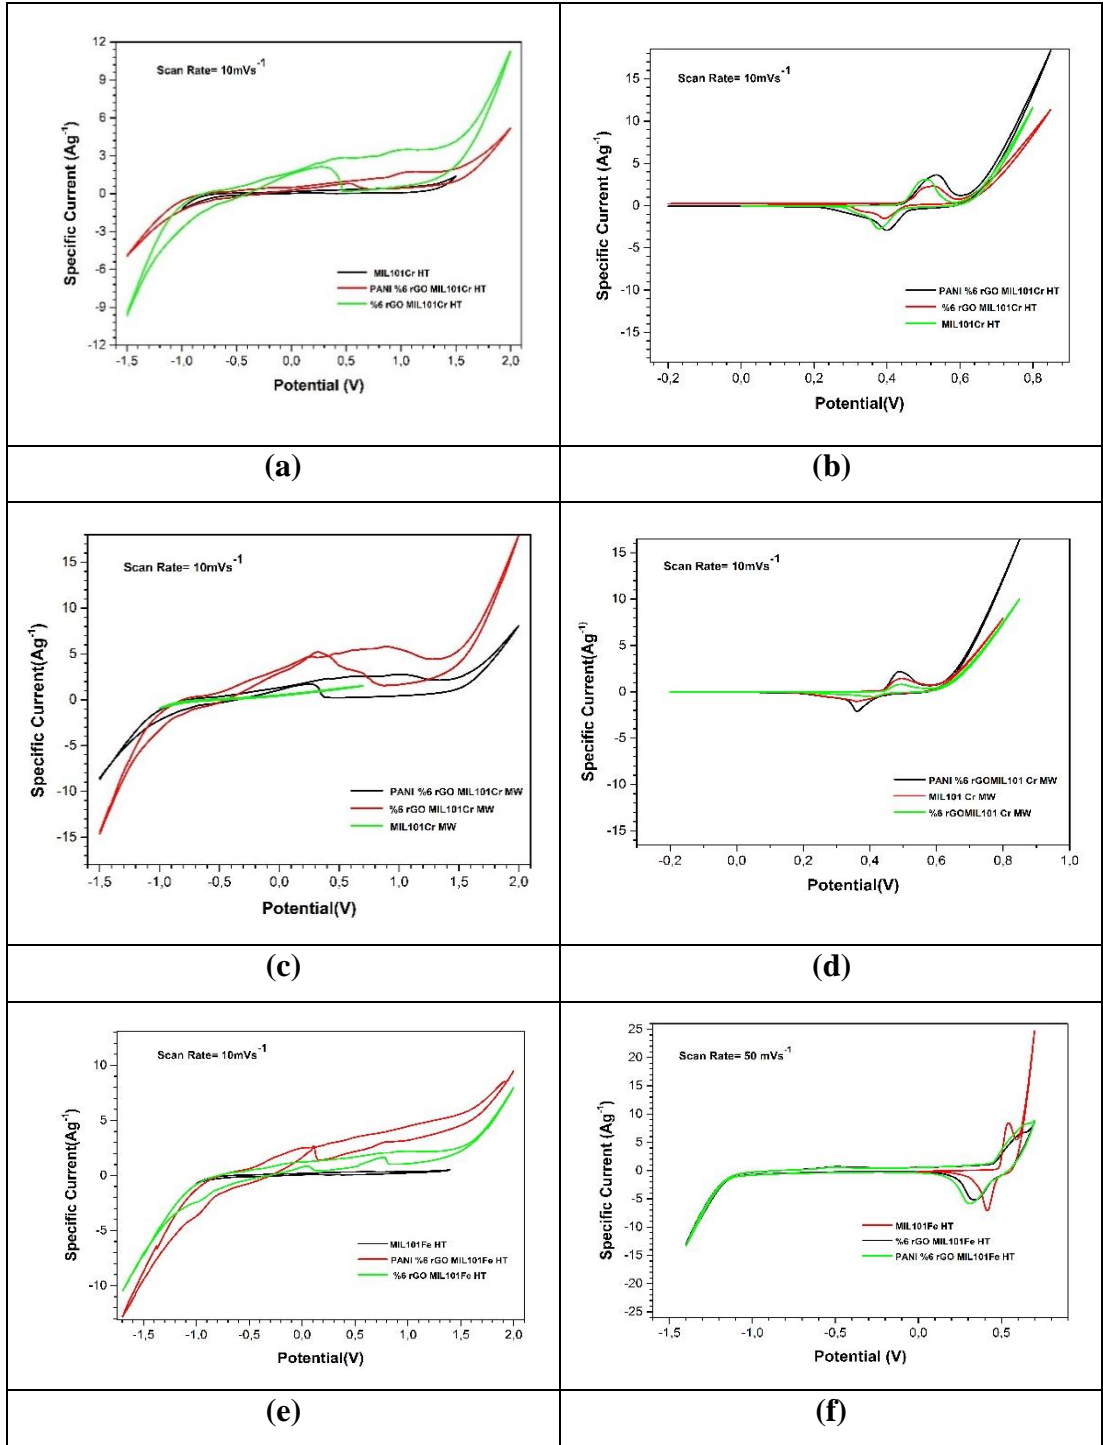 12
9
6
3
0
-3
-6
-9
-12
Specific Current (Ag⁻¹)
Scan Rate= 10mVs⁻¹
MIL101Cr HT
PANI %6 rGO MIL101Cr HT
%6 rGO MIL101Cr HT
-1,5 -1,0 -0,5 0,0 0,5 1,0 1,5 2,0
Potential (V)
(a)
15
10
5
0
-5
-10
-15
Specific Current (Ag⁻¹)
Scan Rate= 10mVs⁻¹
PANI %6 rGO MIL101Cr HT
%6 rGO MIL101Cr HT
MIL101Cr HT
-0,2 0,0 0,2 0,4 0,6 0,8
Potential(V)
(b)
15
10
5
0
-5
-10
-15
Specific Current(Ag⁻¹)
Scan Rate= 10mVs⁻¹
PANI %6 rGO MIL101Cr MW
%6 rGO MIL101Cr MW
MIL101Cr MW
-1,5 -1,0 -0,5 0,0 0,5 1,0 1,5 2,0
Potential(V)
(c)
15
10
5
0
-5
-10
-15
Specific Current(Ag⁻¹)
Scan Rate= 10mVs⁻¹
PANI %6 rGOMIL101 Cr MW
MIL101 Cr MW
%6 rGOMIL101 Cr MW
-0,2 0,0 0,2 0,4 0,6 0,8 1,0
Potential(V)
(d)
10
5
0
-5
-10
Specific Current(Ag⁻¹)
Scan Rate= 10mVs⁻¹
MIL101Fe HT
PANI %6 rGO MIL101Fe HT
%6 rGO MIL101Fe HT
-1,5 -1,0 -0,5 0,0 0,5 1,0 1,5 2,0
Potential(V)
(e)
25
20
15
10
5
0
-5
-10
-15
-20
-25
Specific Current (Ag⁻¹)
Scan Rate= 50 mVs⁻¹
MIL101Fe HT
%6 rGO MIL101Fe HT
PANI %6 rGO MIL101Fe HT
-1,5 -1,0 -0,5 0,0 0,5
Potential (V)
(f)